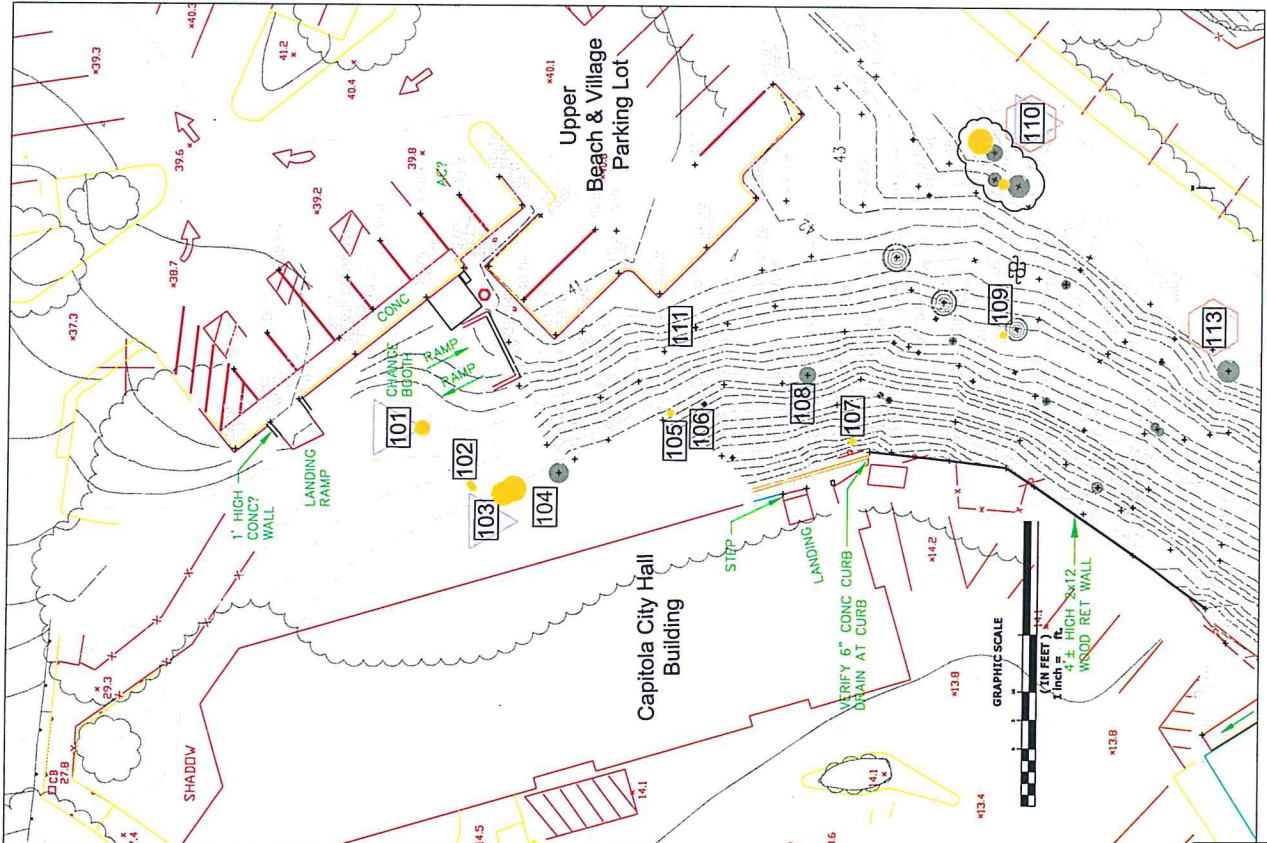 ×39.3
×40.3
41.2
×
40.4
×40.1
Upper
Beach & Village
Parking Lot
39.6
×
39.8
×
AC?
×39.2
×38.7
×37.3
43
42
41
110
CONC
CHANGE
BOOTH
RAMP
RAMP
111
109
113
101
102
103
104
105
106
108
107
1' HIGH
CONC?
WALL
LANDING
RAMP
STEP
LANDING
×14.2
Capitola City Hall
Building
VERIFY 6" CONC CURB
DRAIN AT CURB
GRAPHIC SCALE
( IN FEET )
1 inch = ft.
14.1
4'± HIGH 2x12
WOOD RET WALL
×
29.3
CB
27.8
SHADOW
×13.8
×13.8
14.1
×
×13.4
14.1
14.5